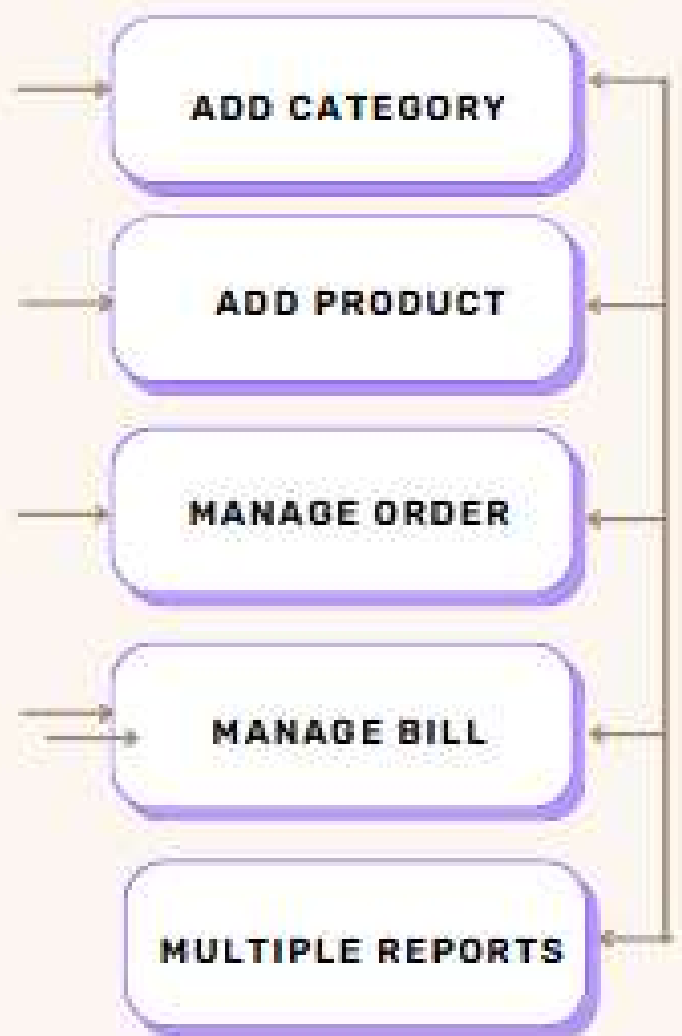 ADD CATEGORY
ADD PRODUCT
MANAGE ORDER
MANAGE BILL
MULTIPLE REPORTS